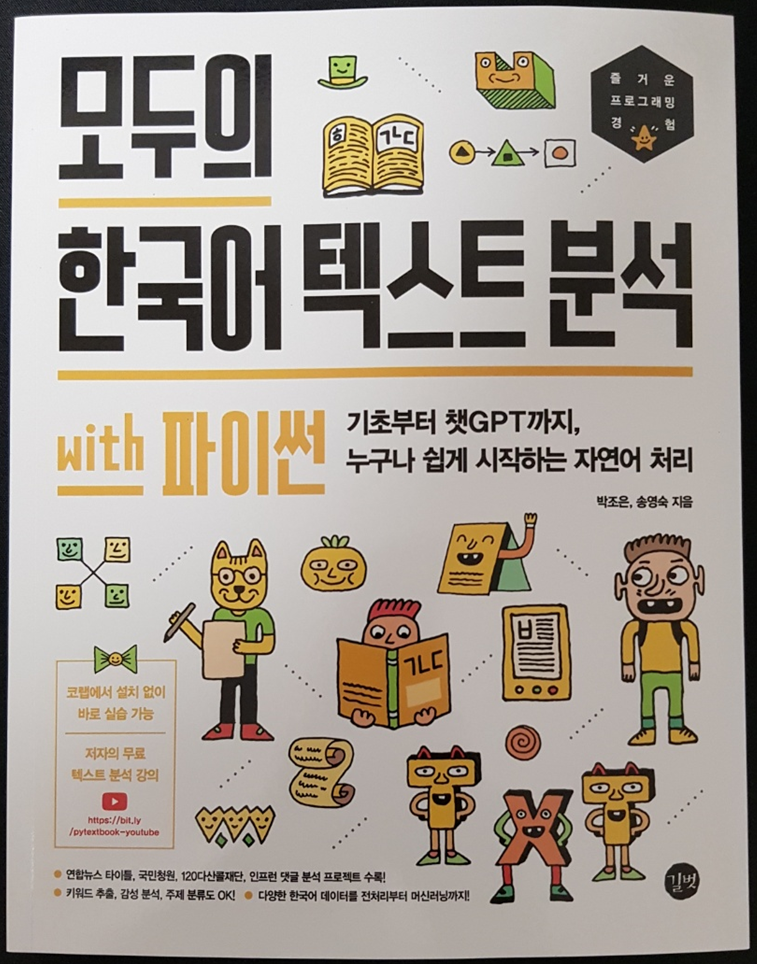 모두의
즐거운
프로그래밍
경험
ㅎ ㄱㄴㄷ
한국어 텍스트 분석
with 파이썬
기초부터 챗GPT까지,
누구나 쉽게 시작하는 자연어 처리
박조은, 송영숙 지음
ㅂ
ㄱㄴㄷ
코랩에서 설치 없이
바로 실습 가능
저자의 무료
텍스트 분석 강의
https://bit.ly
/pytextbook-youtube
T X T
연합뉴스 타이틀, 국민청원, 120다산콜재단, 인프런 댓글 분석 프로젝트 수록!
키워드 추출, 감성 분석, 주제 분류도 OK! 다양한 한국어 데이터를 전처리부터 머신러닝까지!
길벗